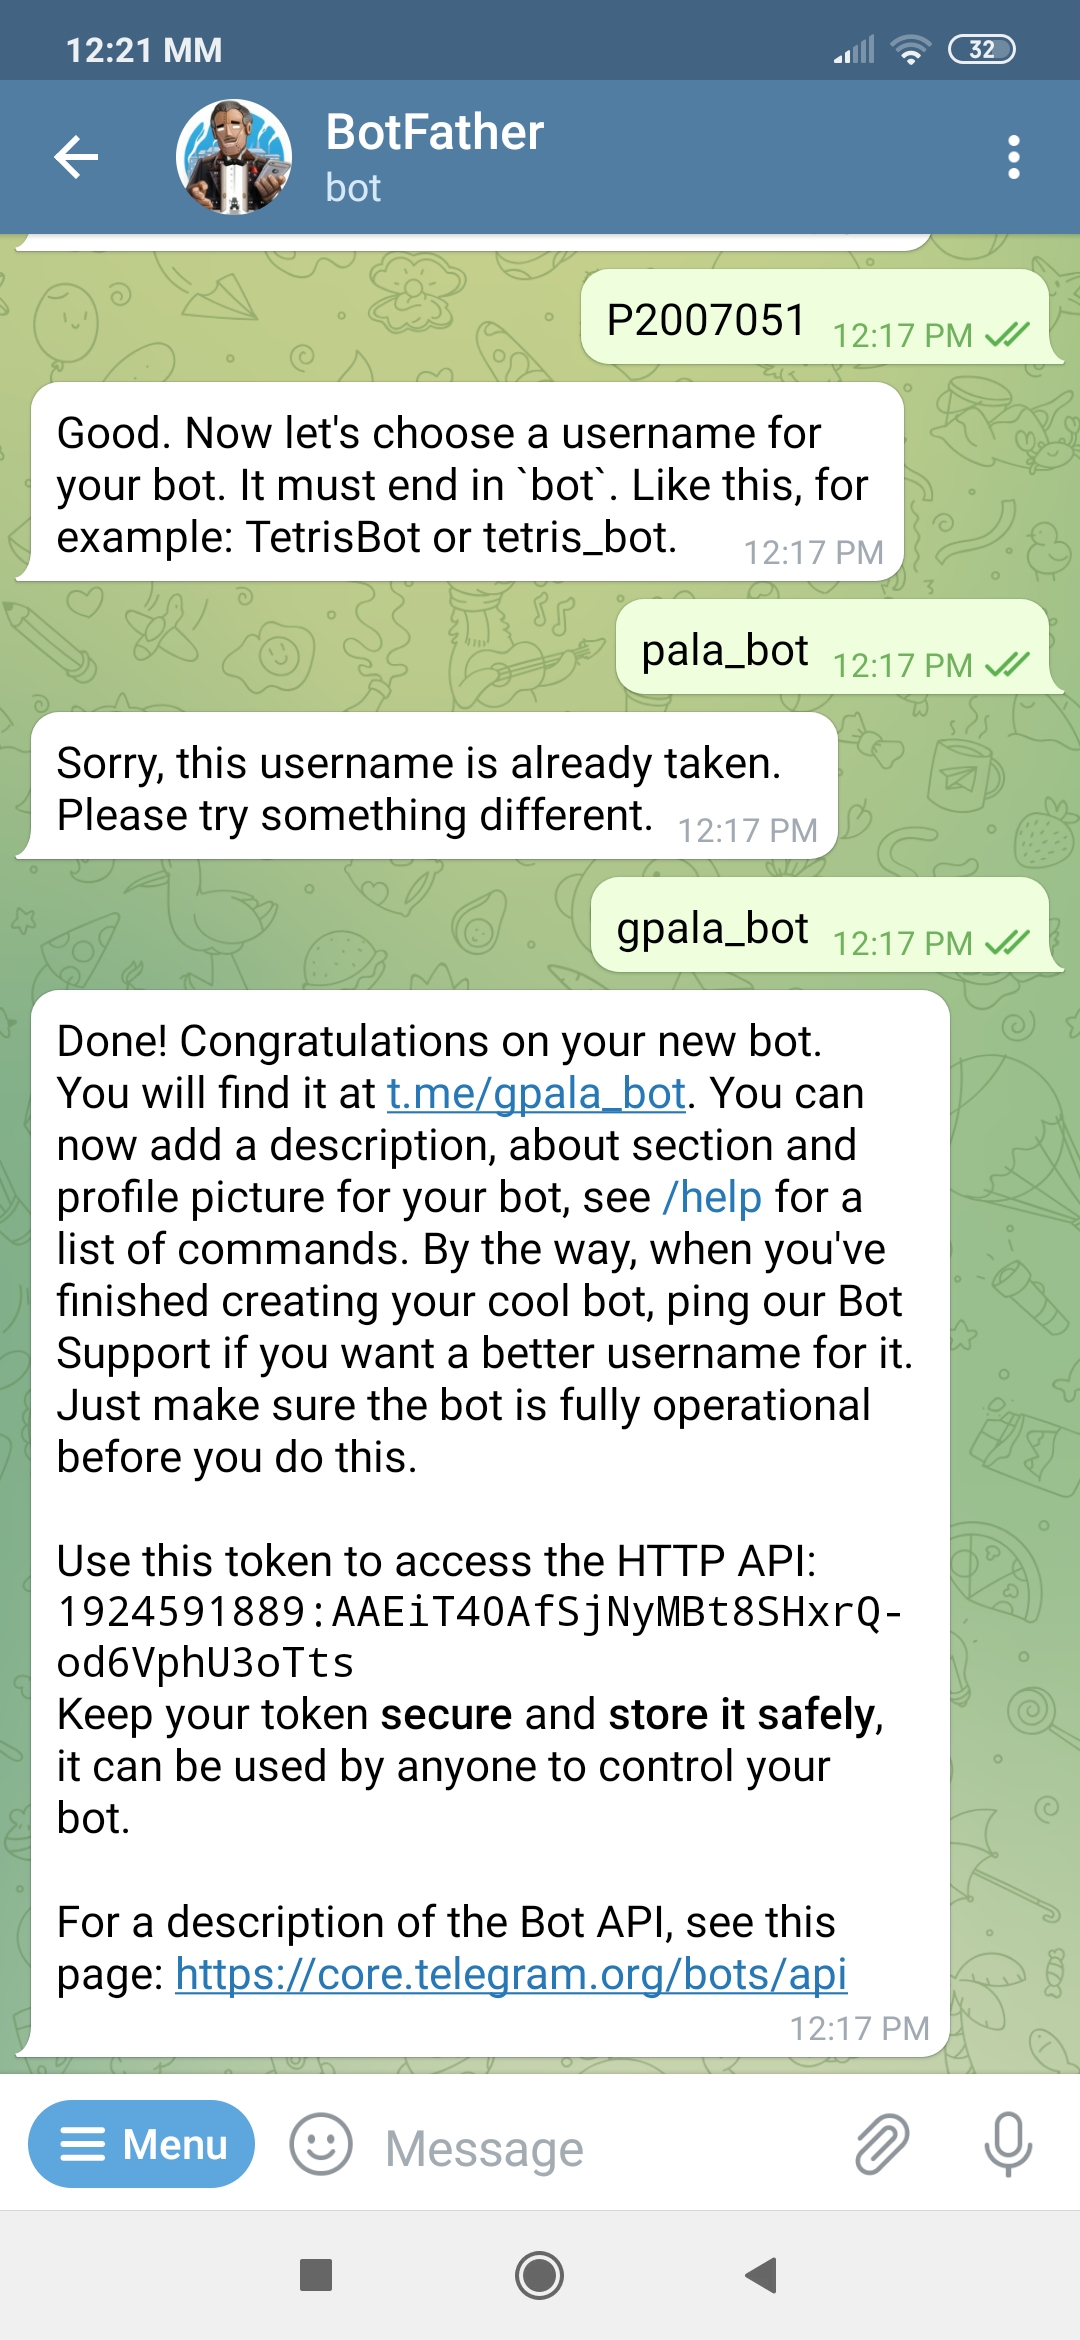 12:21 MM
32
BotFather
bot
P2007051
12:17 PM
Good. Now let's choose a username for
your bot. It must end in `bot`. Like this, for
example: TetrisBot or tetris_bot.
12:17 PM
pala_bot
12:17 PM
Sorry, this username is already taken.
Please try something different.
12:17 PM
gpala_bot
12:17 PM
Done! Congratulations on your new bot.
You will find it at t.me/gpala_bot. You can
now add a description, about section and
profile picture for your bot, see /help for a
list of commands. By the way, when you've
finished creating your cool bot, ping our Bot
Support if you want a better username for it.
Just make sure the bot is fully operational
before you do this.
Use this token to access the HTTP API:
1924591889:AAEiT40AfSjNyMBt8SHxrQ-
od6VphU3oTts
Keep your token secure and store it safely,
it can be used by anyone to control your
bot.
For a description of the Bot API, see this
page: https://core.telegram.org/bots/api
12:17 PM
Menu
Message